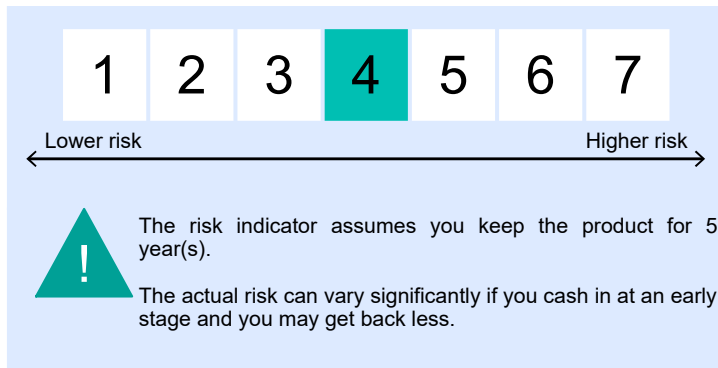 1 2 3 4 5 6 7
Lower risk Higher risk
!
The risk indicator assumes you keep the product for 5
year(s).
The actual risk can vary significantly if you cash in at an early
stage and you may get back less.